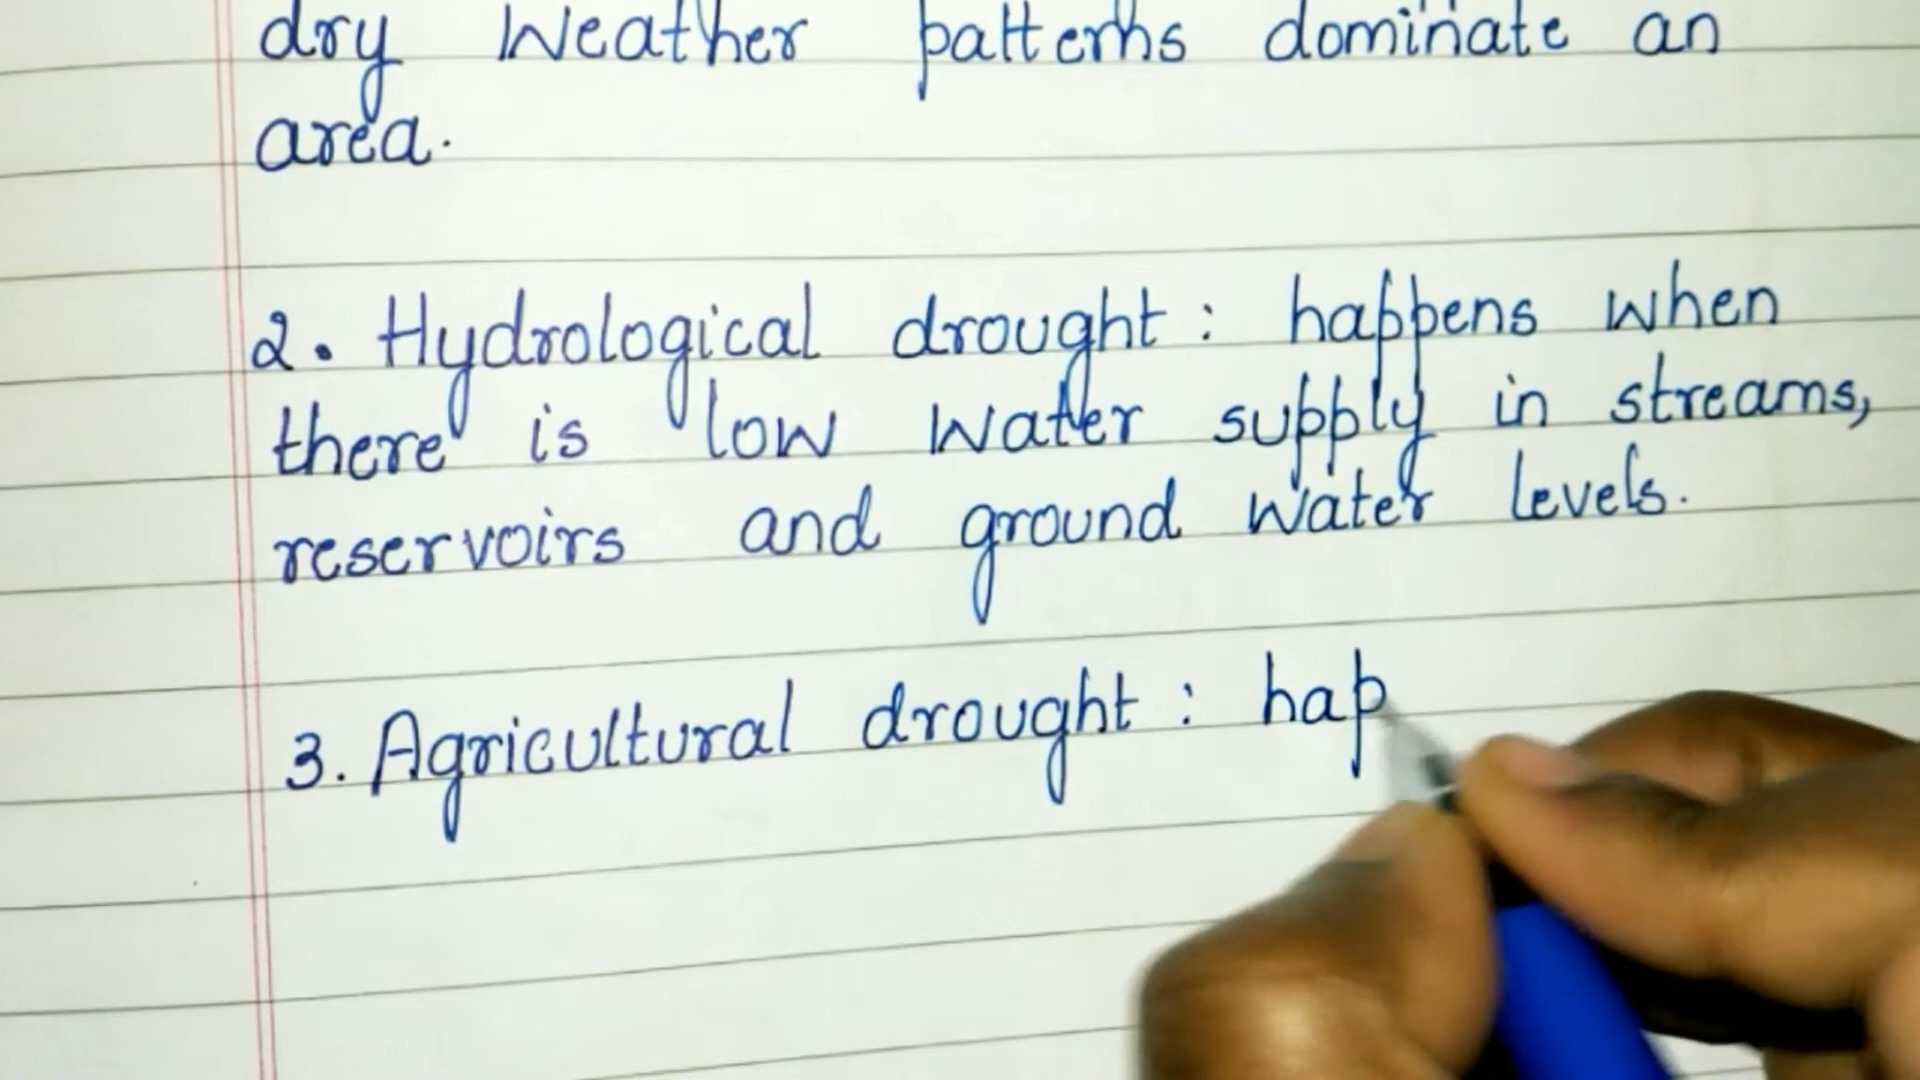 dry weather patterns dominate an
area.
2. Hydrological drought : happens when
there is low water supply in streams,
reservoirs and ground water levels.
3. Agricultural drought : hap